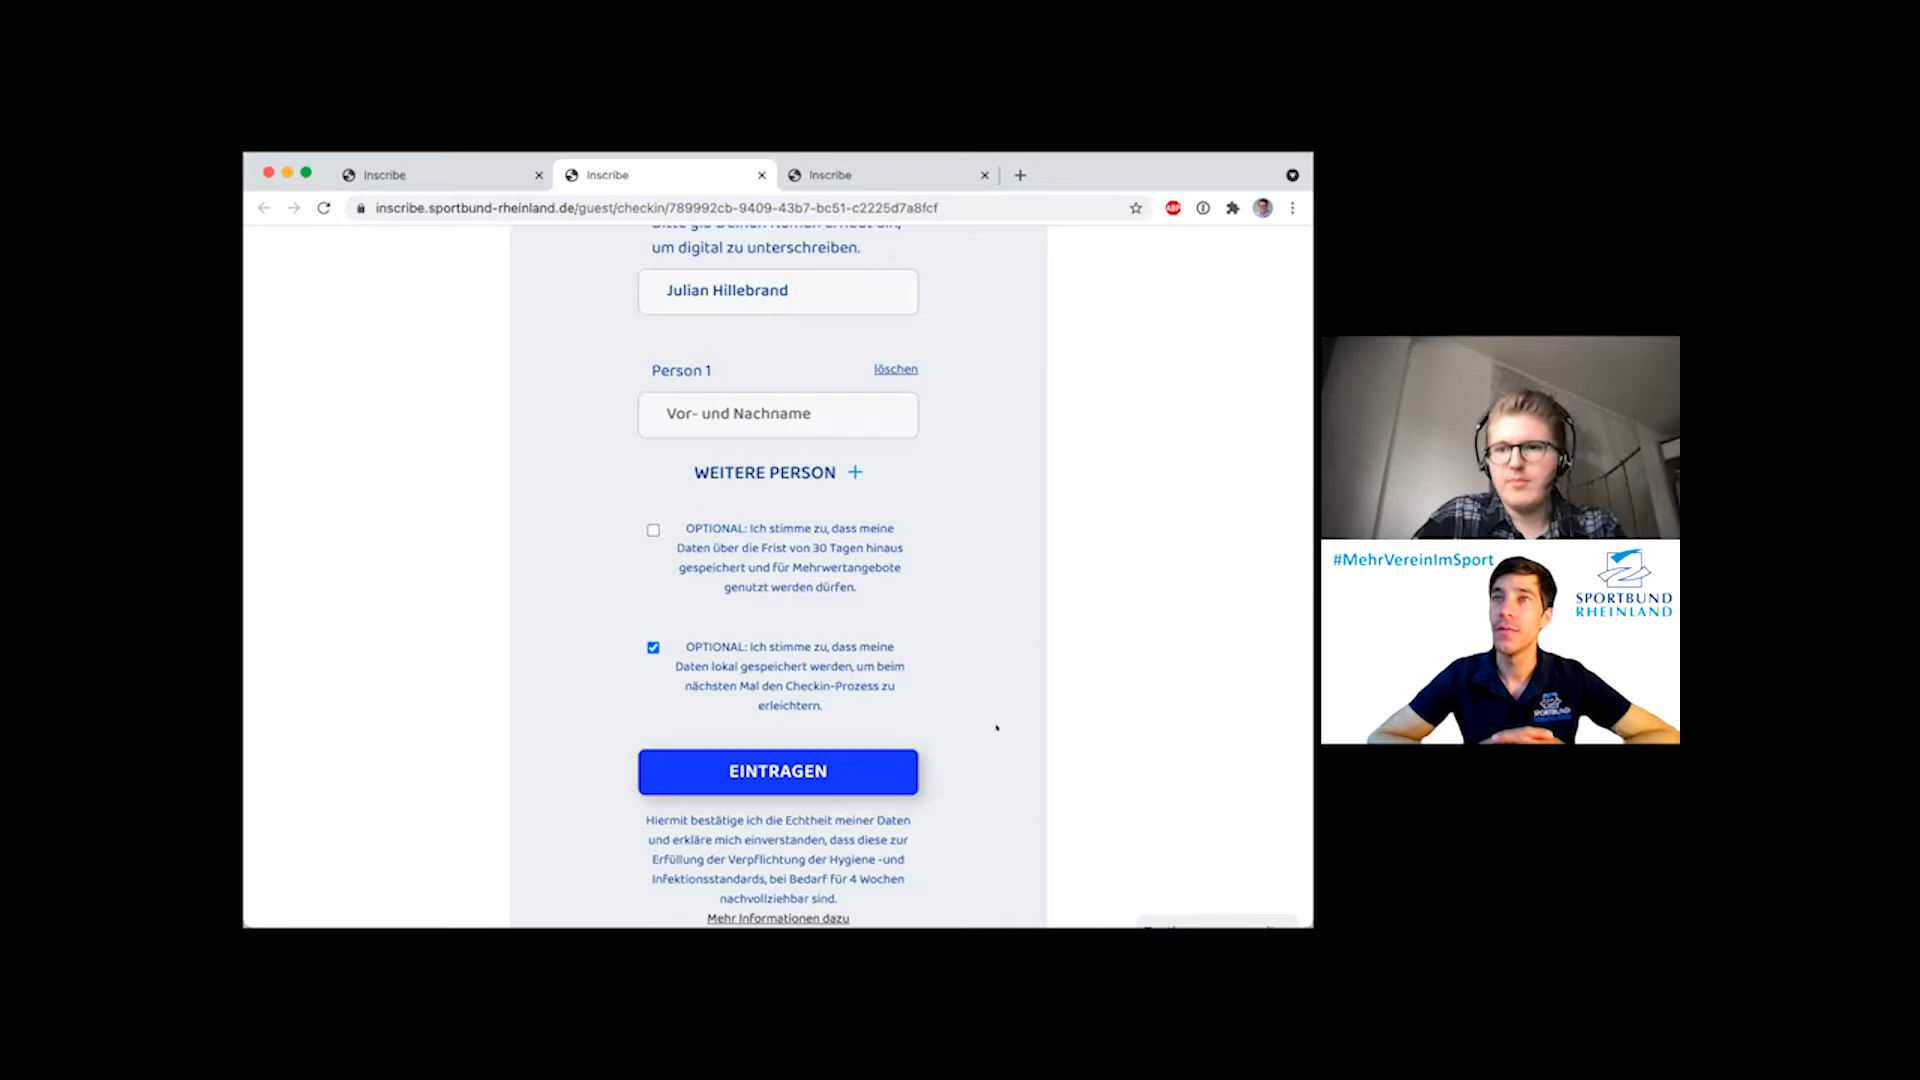 Inscribe
Inscribe
Inscribe
inscribe.sportbund-rheinland.de/guest/checkin/789992cb-9409-43b7-bc51-c2225d7a8fcf
ABP
um digital zu unterschreiben.
Julian Hillebrand
Person 1
löschen
Vor- und Nachname
WEITERE PERSON +
OPTIONAL: Ich stimme zu, dass meine
Daten über die Frist von 30 Tagen hinaus
gespeichert und für Mehrwertangebote
genutzt werden dürfen.
OPTIONAL: Ich stimme zu, dass meine
Daten lokal gespeichert werden, um beim
nächsten Mal den Checkin-Prozess zu
erleichtern.
EINTRAGEN
Hiermit bestätige ich die Echtheit meiner Daten
und erkläre mich einverstanden, dass diese zur
Erfüllung der Verpflichtung der Hygiene -und
Infektionsstandards, bei Bedarf für 4 Wochen
nachvollziehbar sind.
Mehr Informationen dazu
#MehrVereinImSport
SPORTBUND
RHEINLAND
SPORTBUND
RHEINLAND